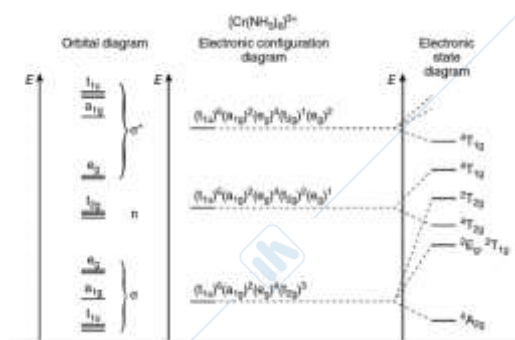 [Cr(NH3)6]3+
Orbital diagram
Electronic configuration
diagram
Electronic
state
diagram
E
E
E
t1u
a1g
σ*
eg
t2g
n
eg
a1g
σ
t1u
(t1u)6(a1g)2(eg)4(t2g)1(eg)2
(t1u)6(a1g)2(eg)4(t2g)2(eg)1
(t1u)6(a1g)2(eg)4(t2g)3
4T1g
4T1g
2T2g
4T2g
2Eg, 2T1g
4A2g